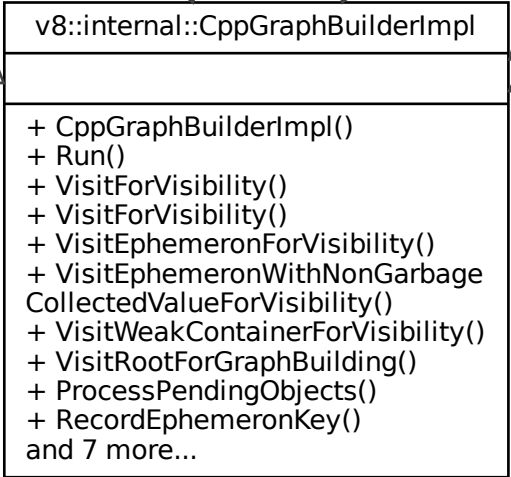 v8::internal::CppGraphBuilderImpl
+ CppGraphBuilderImpl()
+ Run()
+ VisitForVisibility()
+ VisitForVisibility()
+ VisitEphemeronForVisibility()
+ VisitEphemeronWithNonGarbage
CollectedValueForVisibility()
+ VisitWeakContainerForVisibility()
+ VisitRootForGraphBuilding()
+ ProcessPendingObjects()
+ RecordEphemeronKey()
and 7 more...